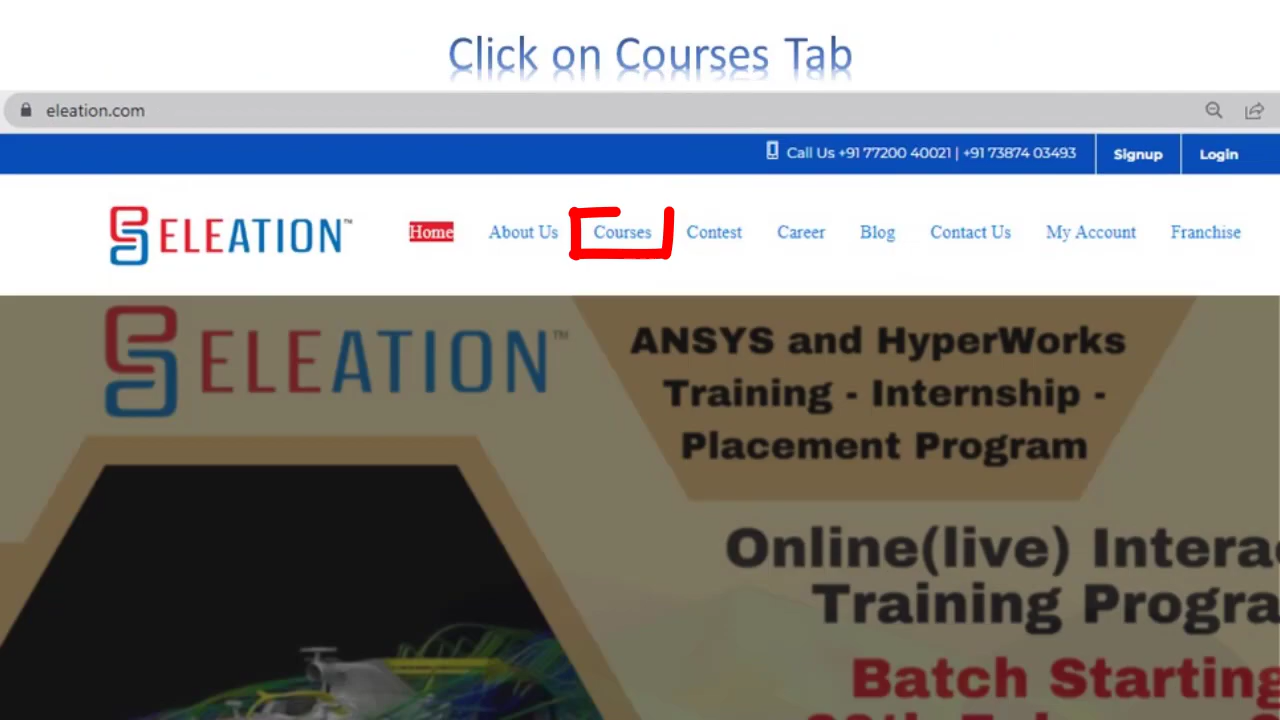 Click on Courses Tab
eleation.com
Call Us +91 77200 40021 | +91 73874 03493 Signup Login
ELEATION™ Home About Us Courses Contest Career Blog Contact Us My Account Franchise
ELEATION™
ANSYS and HyperWorks
Training - Internship -
Placement Program
Online(live) Interac
Training Progra
Batch Starting